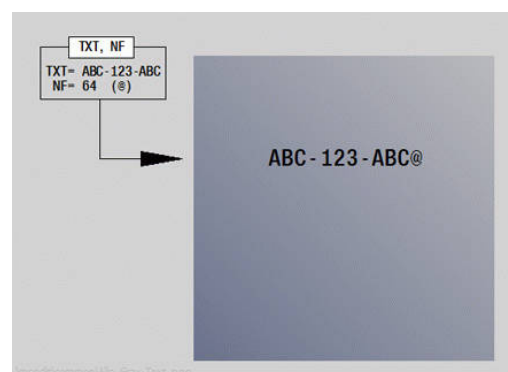 TXT, NF
TXT= ABC-123-ABC
NF= 64 (@)
ABC-123-ABC@